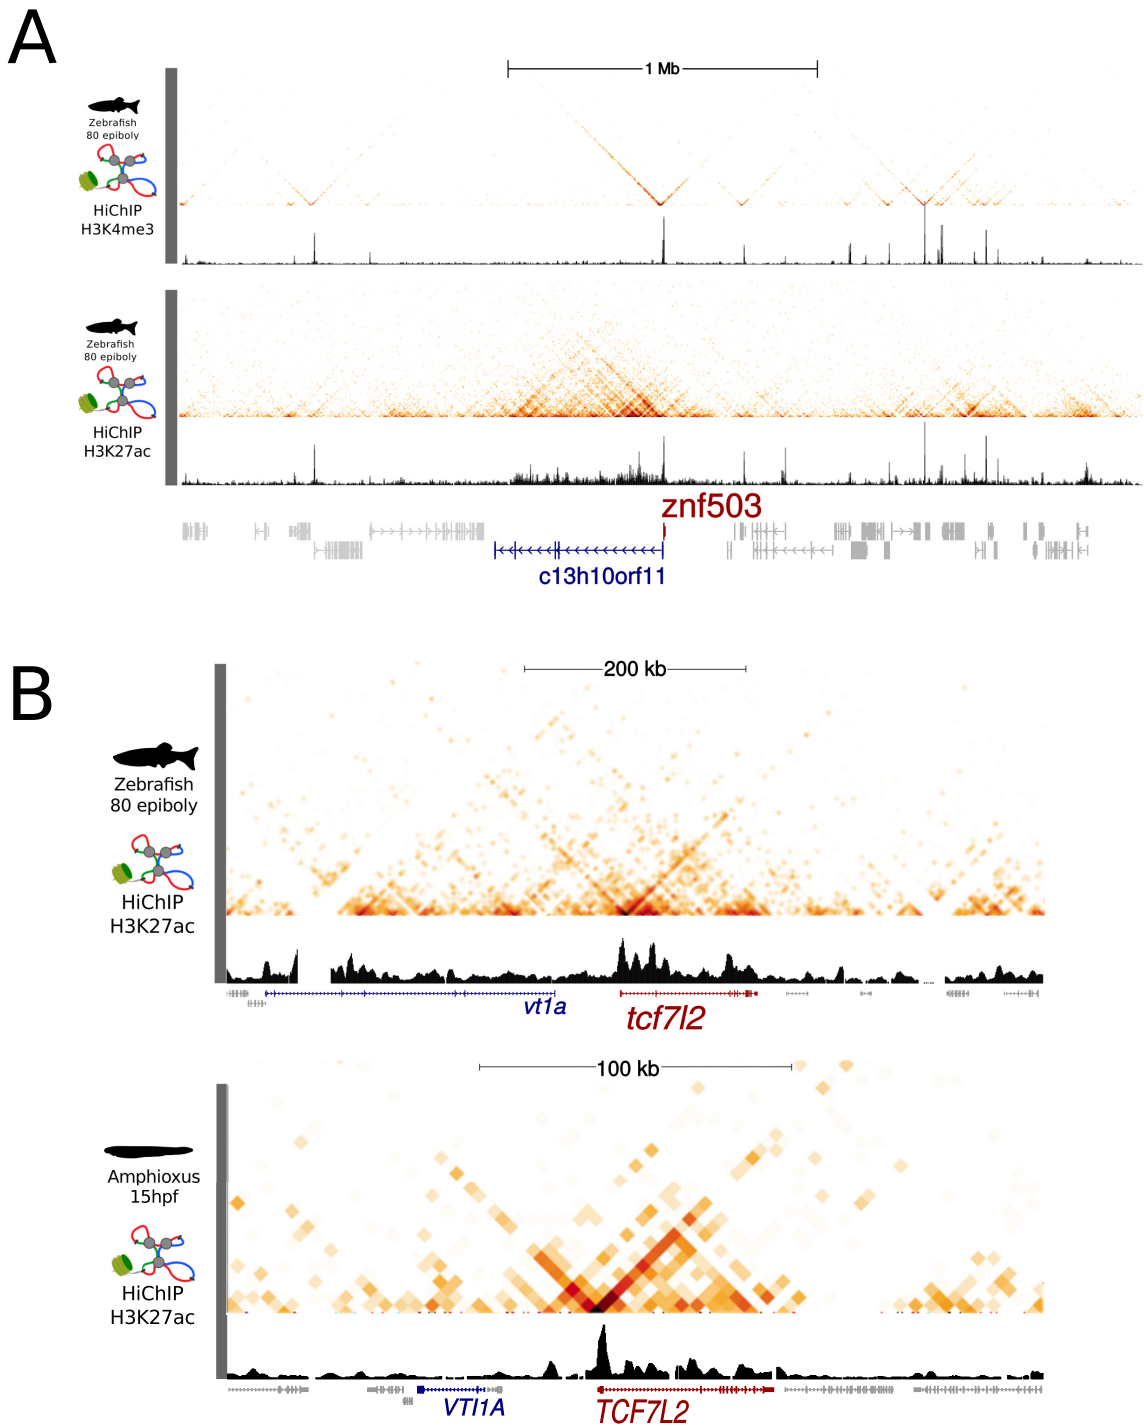 A
1 Mb
Zebrafish
80 epiboly
HiChIP
H3K4me3
Zebrafish
80 epiboly
HiChIP
H3K27ac
znf503
c13h10orf11
B
200 kb
Zebrafish
80 epiboly
HiChIP
H3K27ac
vt1a
tcf7l2
100 kb
Amphioxus
15hpf
HiChIP
H3K27ac
VTI1A
TCF7L2